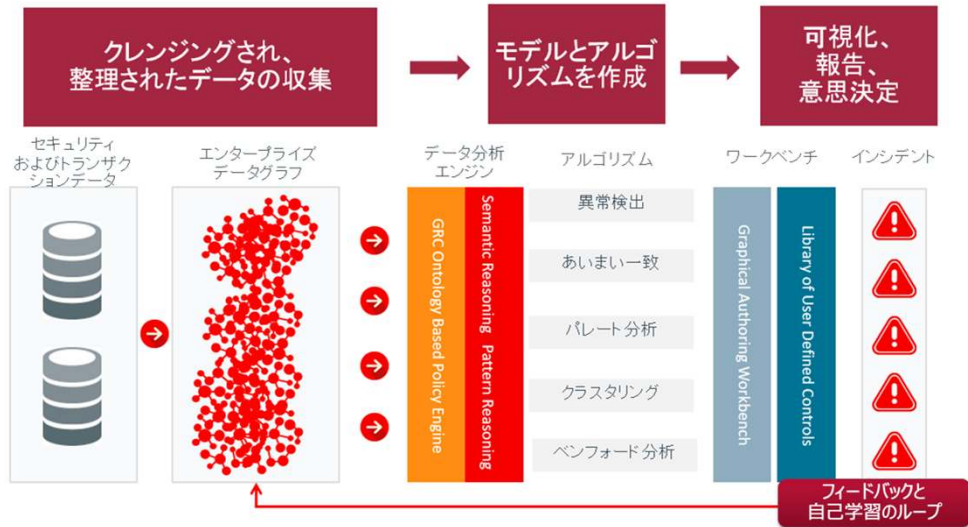 クレンジングされ、
整理されたデータの収集
モデルとアルゴ
リズムを作成
可視化、
報告、
意思決定
セキュリティ
およびトランザク
ションデータ
エンタープライズ
データグラフ
データ分析
エンジン
アルゴリズム
ワークベンチ
インシデント
GRC Ontology Based Policy Engine
Semantic Reasoning Pattern Reasoning
異常検出
あいまい一致
パレート分析
クラスタリング
ベンフォード分析
Graphical Authoring Workbench
Library of User Defined Controls
フィードバックと
自己学習のループ